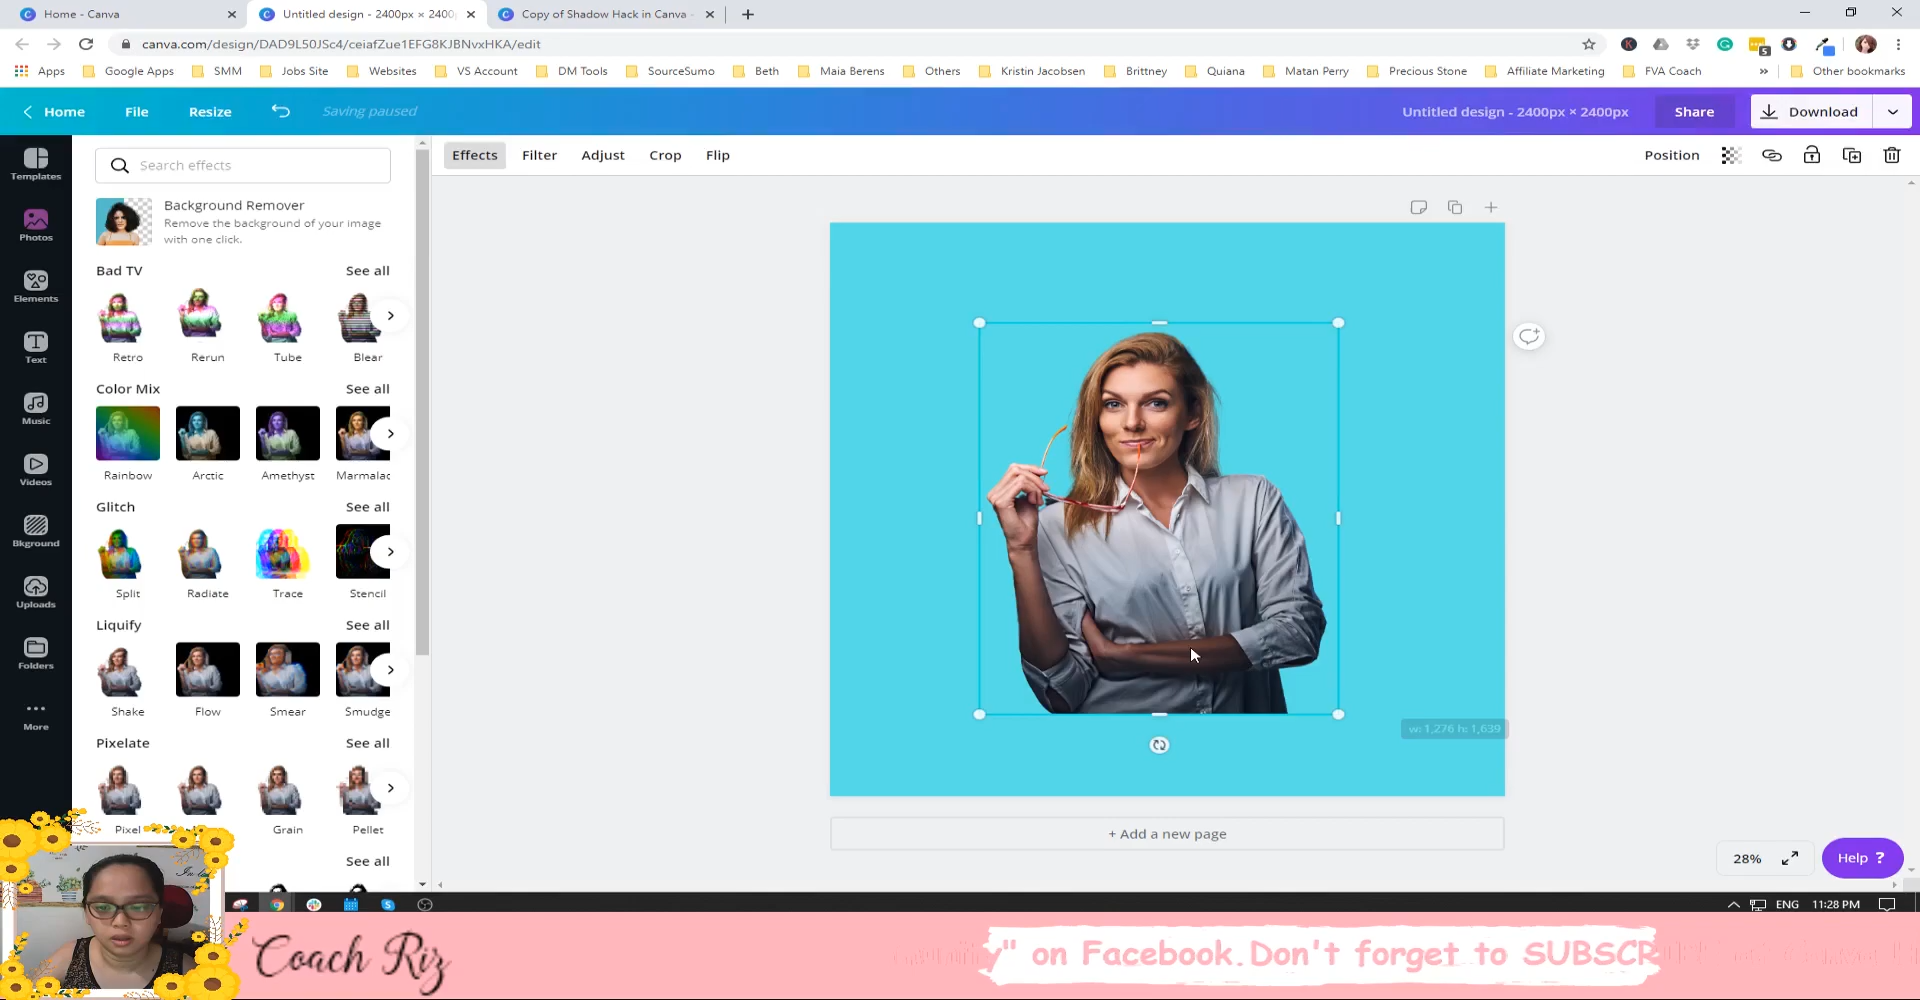 Home - Canva
Untitled design - 2400px × 2400
Copy of Shadow Hack in Canva -
canva.com/design/DAD9L50JSc4/ceiafZue1EFG8KJBNvxHKA/edit
Apps Google Apps SMM Jobs Site Websites VS Account DM Tools SourceSumo Beth Maia Berens Others Kristin Jacobsen Brittney Quiana Matan Perry Precious Stone Affiliate Marketing FVA Coach » Other bookmarks
Home File Resize Saving paused Untitled design - 2400px × 2400px Share Download
Templates
Photos
Elements
Text
Music
Videos
Bkground
Uploads
Folders
More
Search effects
Background Remover
Remove the background of your image
with one click.
Bad TV See all
Retro Rerun Tube Blear
Color Mix See all
Rainbow Arctic Amethyst Marmalac
Glitch See all
Split Radiate Trace Stencil
Liquify See all
Shake Flow Smear Smudge
Pixelate See all
Pixel Grain Pellet
See all
Effects Filter Adjust Crop Flip Position
w: 1,276 h: 1,639
+ Add a new page
28%
Help ?
ENG 11:28 PM
Coach Riz
y" on Facebook.Don't forget to SUBSCR